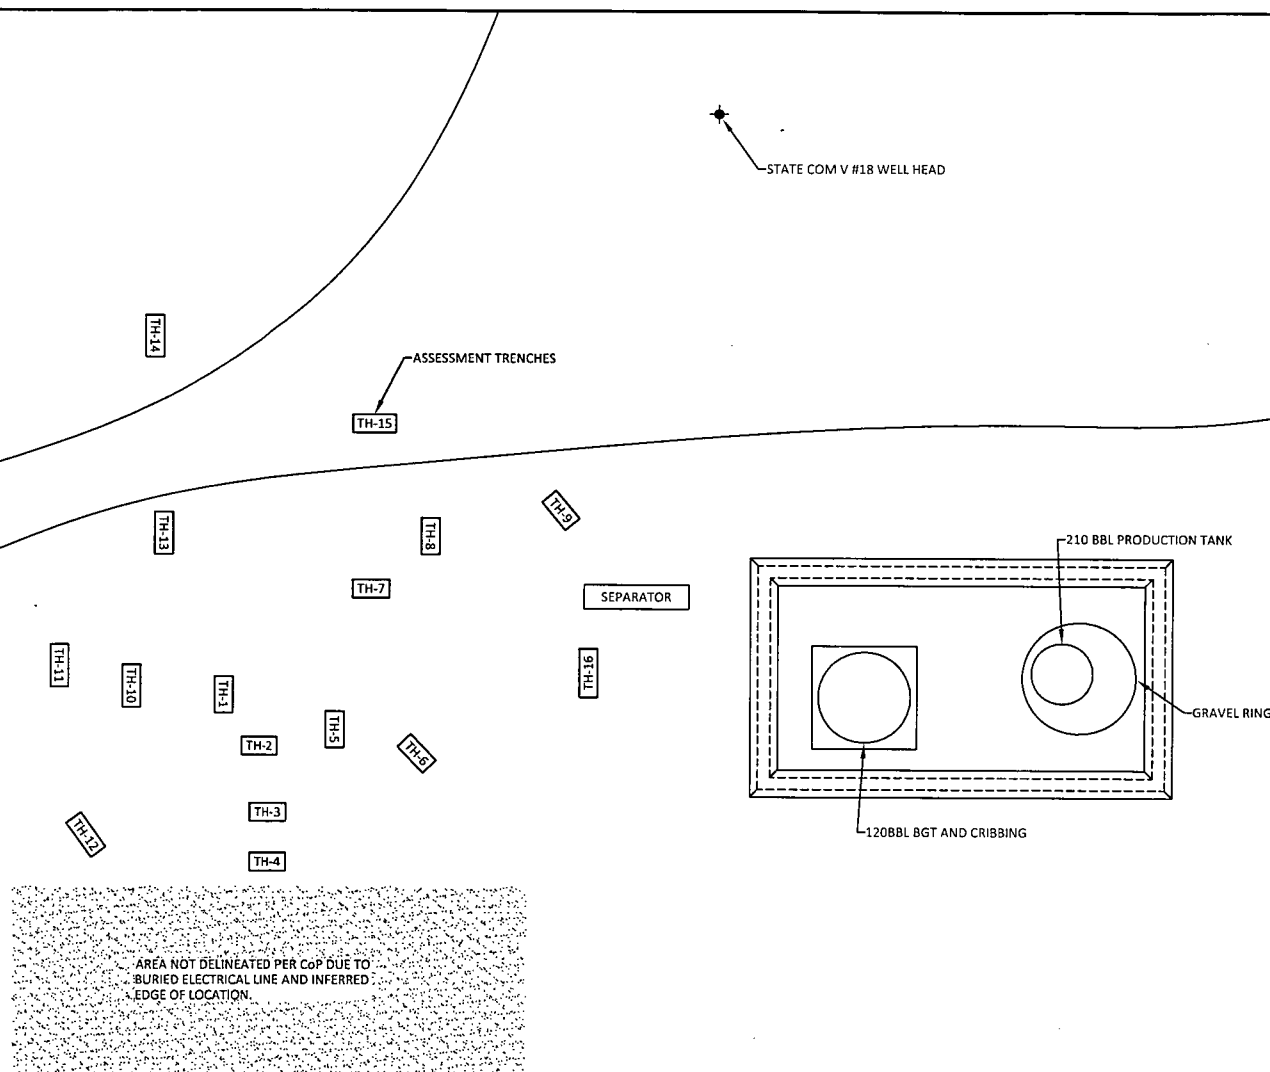 STATE COM V #18 WELL HEAD
TH-14
ASSESSMENT TRENCHES
TH-15
TH-9
TH-13
TH-8
210 BBL PRODUCTION TANK
TH-7
SEPARATOR
TH-11
TH-10
TH-1
TH-16
GRAVEL RING
TH-5
TH-2
TH-6
TH-3
TH-12
120BBL BGT AND CRIBBING
TH-4
AREA NOT DELINEATED PER CoP DUE TO
BURIED ELECTRICAL LINE AND INFERRED
EDGE OF LOCATION.